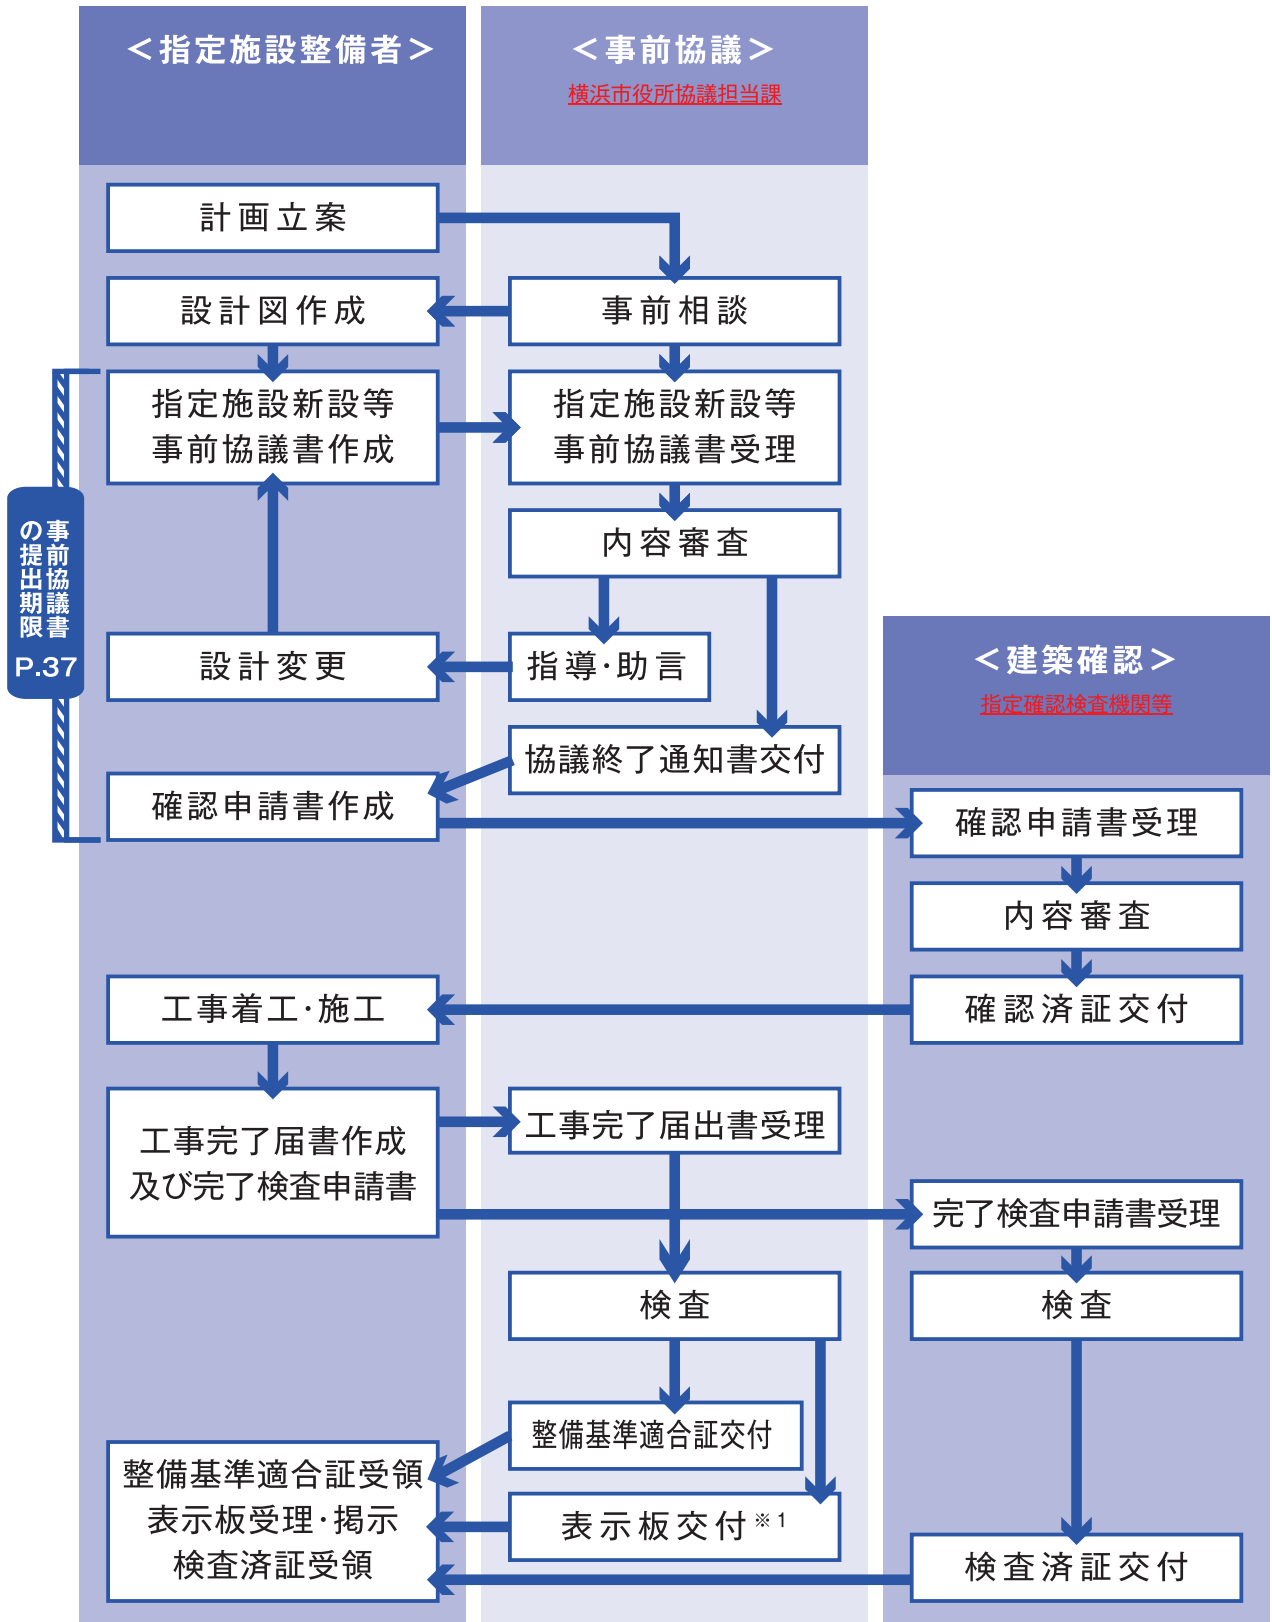 ＜指定施設整備者＞
＜事前協議＞
横浜市役所協議担当課
計画立案
設計図作成
事前相談
指定施設新設等
事前協議書作成
指定施設新設等
事前協議書受理
内容審査
事前協議書
の提出期限
P.37
設計変更
指導・助言
＜建築確認＞
指定確認検査機関等
協議終了通知書交付
確認申請書作成
確認申請書受理
内容審査
工事着工・施工
確認済証交付
工事完了届書作成
及び完了検査申請書
工事完了届出書受理
完了検査申請書受理
検査
検査
整備基準適合証交付
整備基準適合証受領
表示板受理・掲示
検査済証受領
表示板交付※1
検査済証交付